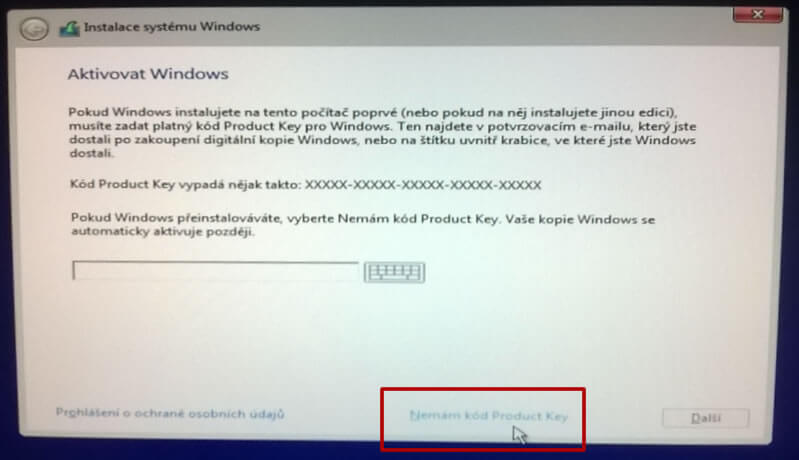 Instalace systému Windows
Aktivovat Windows
Pokud Windows instalujete na tento počítač poprvé (nebo pokud na něj instalujete jinou edici),
musíte zadat platný kód Product Key pro Windows. Ten najdete v potvrzovacím e-mailu, který jste
dostali po zakoupení digitální kopie Windows, nebo na štítku uvnitř krabice, ve které jste Windows
dostali.
Kód Product Key vypadá nějak takto: XXXXX-XXXXX-XXXXX-XXXXX-XXXXX
Pokud Windows přeinstalováváte, vyberte Nemám kód Product Key. Vaše kopie Windows se
automaticky aktivuje později.
Prohlášení o ochraně osobních údajů
Nemám kód Product Key
Další